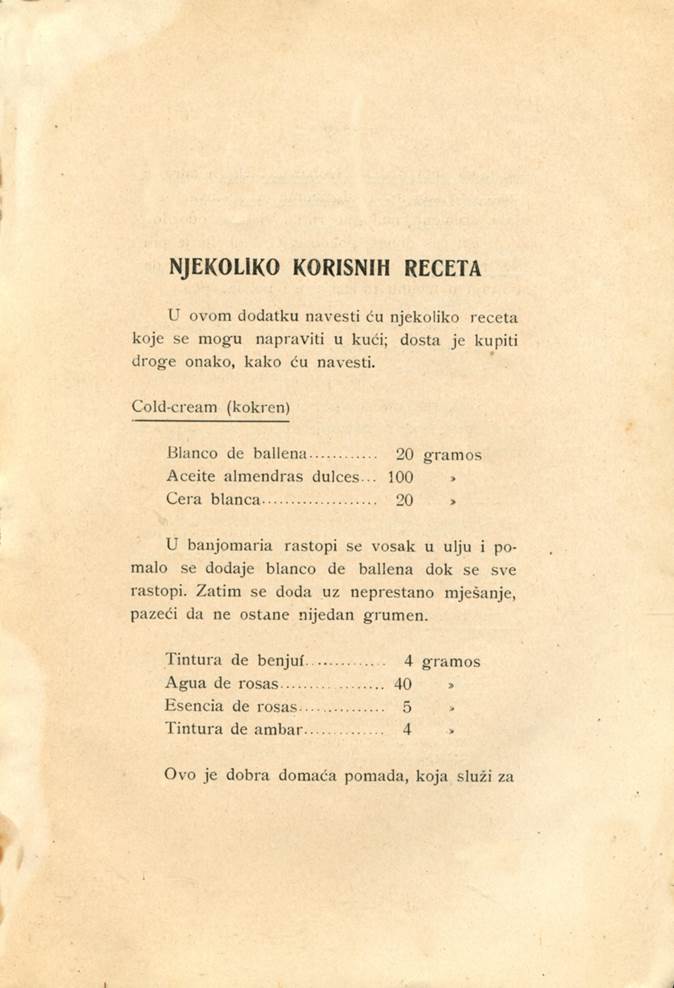 NJEKOLIKO KORISNIH RECETA
U ovom dodatku navesti ću njekoliko receta
koje se mogu napraviti u kući; dosta je kupiti
droge onako, kako ću navesti.
Cold-cream (kokren)
Blanco de ballena............ 20 gramos
Aceite almendras dulces... 100 »
Cera blanca.................... 20 »
U banjomaria rastopi se vosak u ulju i po-
malo se dodaje blanco de ballena dok se sve
rastopi. Zatim se doda uz neprestano mješanje,
pazeći da ne ostane nijedan grumen.
Tintura de benjuí.............. 4 gramos
Agua de rosas.................. 40 »
Esencia de rosas............... 5 »
Tintura de ambar.............. 4 »
Ovo je dobra domaća pomada, koja služi za